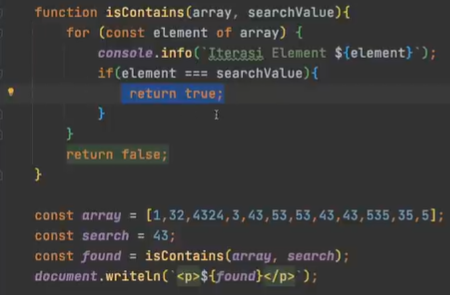 function isContains(array, searchValue){
for (const element of array) {
console.info(`Iterasi Element ${element}`);
if(element === searchValue){
return true;
}
}
return false;
}
const array = [1,32,4324,3,43,53,53,43,43,535,35,5];
const search = 43;
const found = isContains(array, search);
document.writeln(`<p>${found}</p>`);